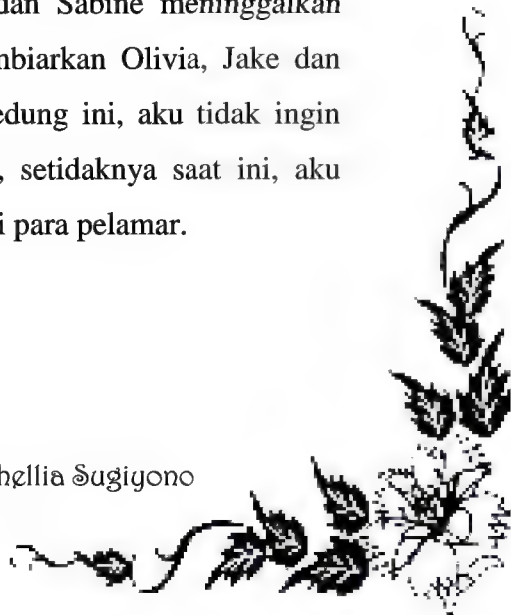 dan Sabine meninggalkan
mbiarkan Olivia, Jake dan
edung ini, aku tidak ingin
, setidaknya saat ini, aku
i para pelamar.
hellia Sugiyono